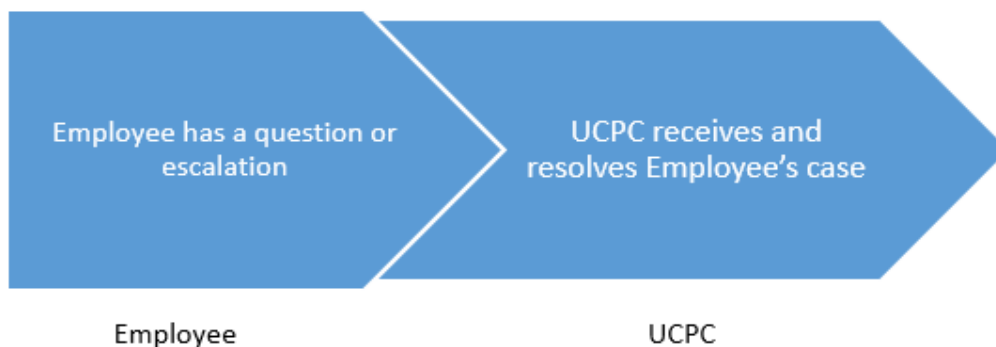 Employee has a question or
escalation
UCPC receives and
resolves Employee's case
Employee
UCPC